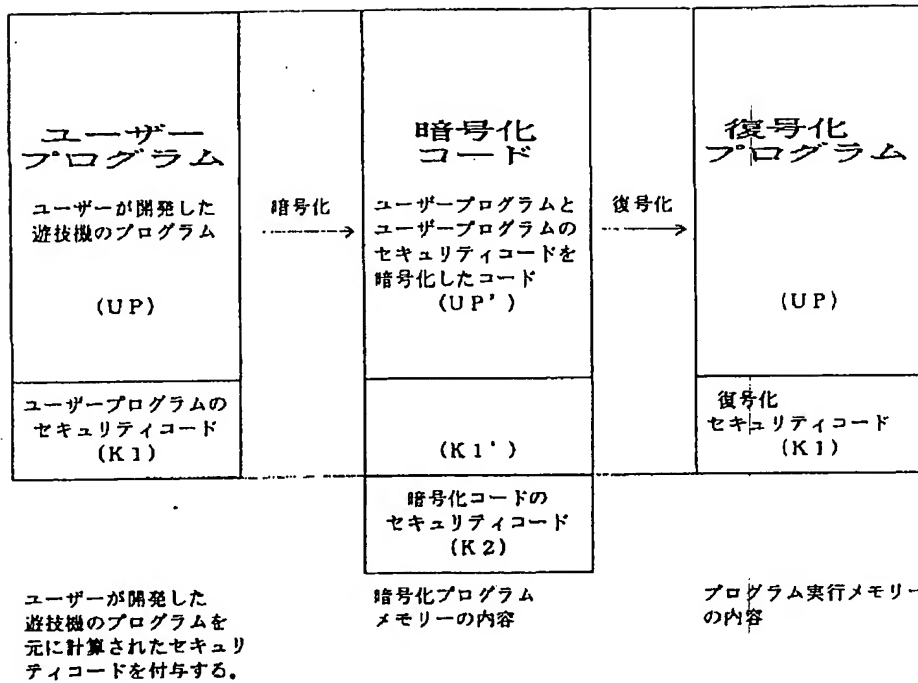 ユーザー
プログラム
ユーザーが開発した
遊技機のプログラム
(UP)
ユーザープログラムの
セキュリティコード
(K1)
暗号化
暗号化
コード
ユーザープログラムと
ユーザープログラムの
セキュリティコードを
暗号化したコード
(UP')
(K1')
暗号化コードの
セキュリティコード
(K2)
復号化
復号化
プログラム
(UP)
復号化
セキュリティコード
(K1)
ユーザーが開発した
遊技機のプログラムを
元に計算されたセキュリ
ティコードを付与する。
暗号化プログラム
メモリーの内容
プログラム実行メモリー
の内容